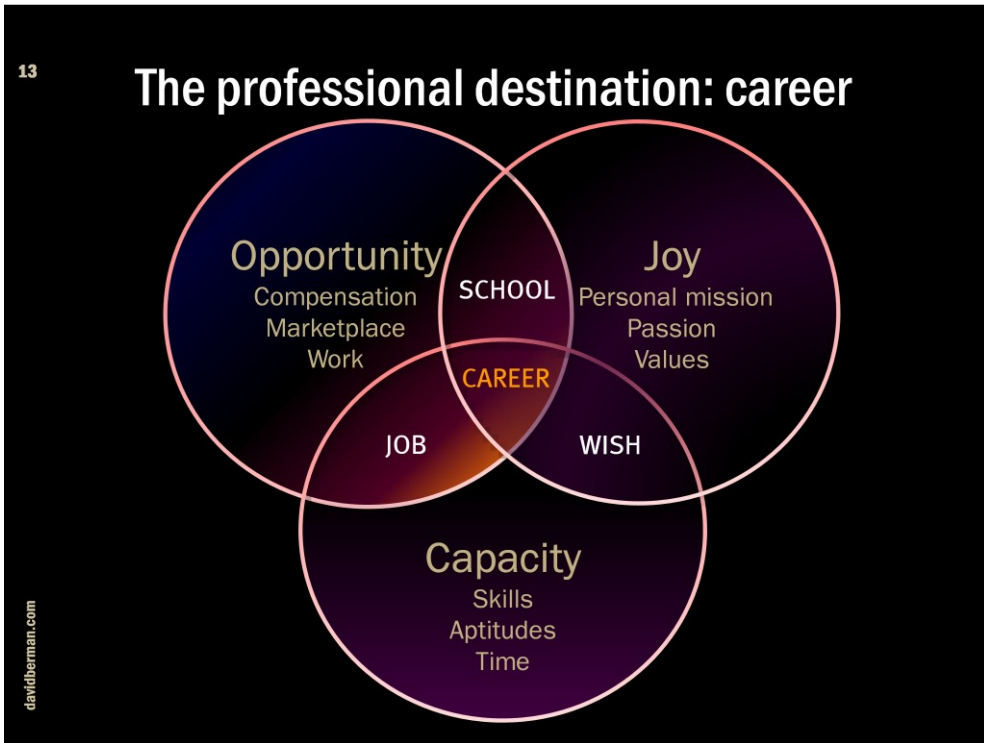 13
The professional destination: career
Opportunity
Compensation
Marketplace
Work
SCHOOL
Joy
Personal mission
Passion
Values
CAREER
JOB
WISH
Capacity
Skills
Aptitudes
Time
davidberman.com